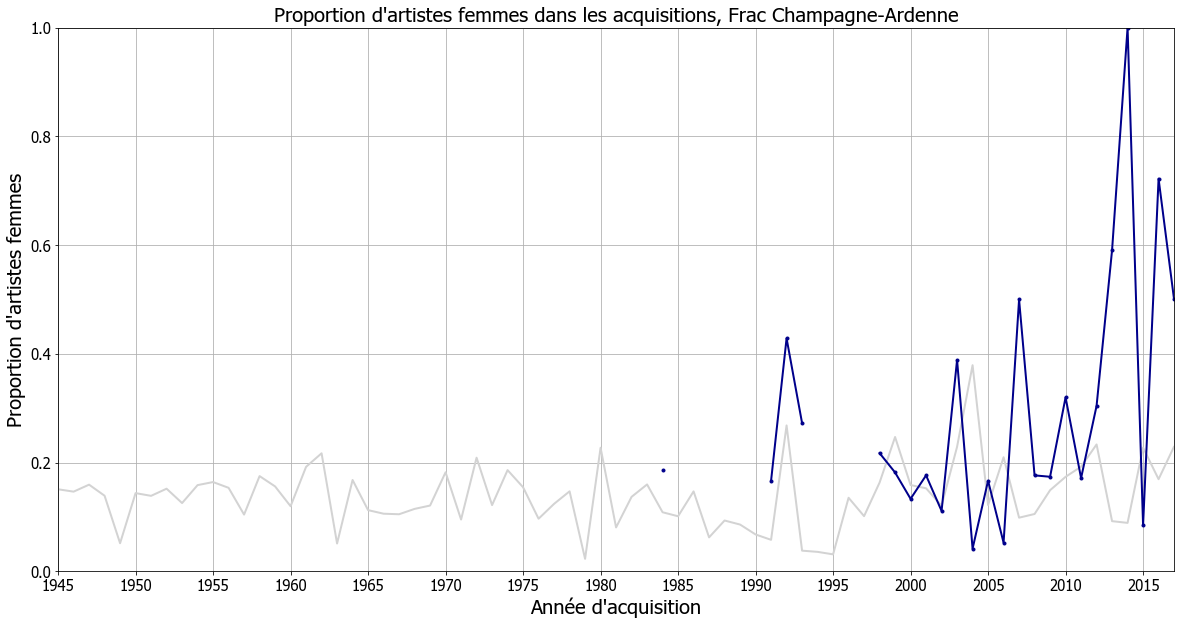 Proportion d'artistes femmes dans les acquisitions, Frac Champagne-Ardenne
Proportion d'artistes femmes
1.0
0.8
0.6
0.4
0.2
0.0
1945 1950 1955 1960 1965 1970 1975 1980 1985 1990 1995 2000 2005 2010 2015
Année d'acquisition